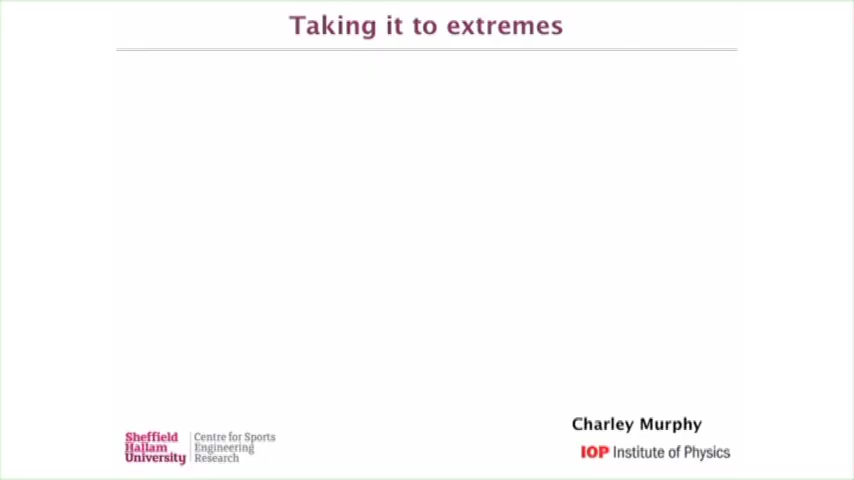 Taking it to extremes
Charley Murphy
Sheffield
Hallam
University
Centre for Sports
Engineering
Research
IOP Institute of Physics